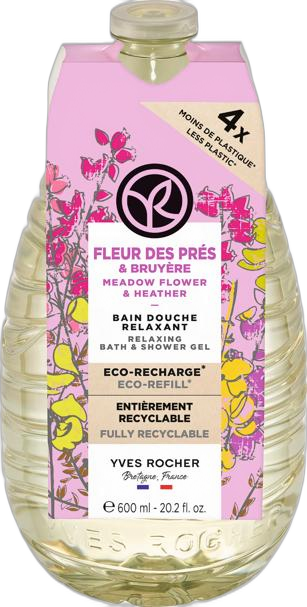 4x
MOINS DE PLASTIQUE*
LESS PLASTIC*
FLEUR DES PRÉS
& BRUYÈRE
MEADOW FLOWER
& HEATHER
BAIN DOUCHE
RELAXANT
RELAXING
BATH & SHOWER GEL
ECO-RECHARGE*
ECO-REFILL*
ENTIÈREMENT
RECYCLABLE
FULLY RECYCLABLE
YVES ROCHER
Bretagne, France
℮ 600 ml - 20.2 fl. oz.
YVES ROCHER